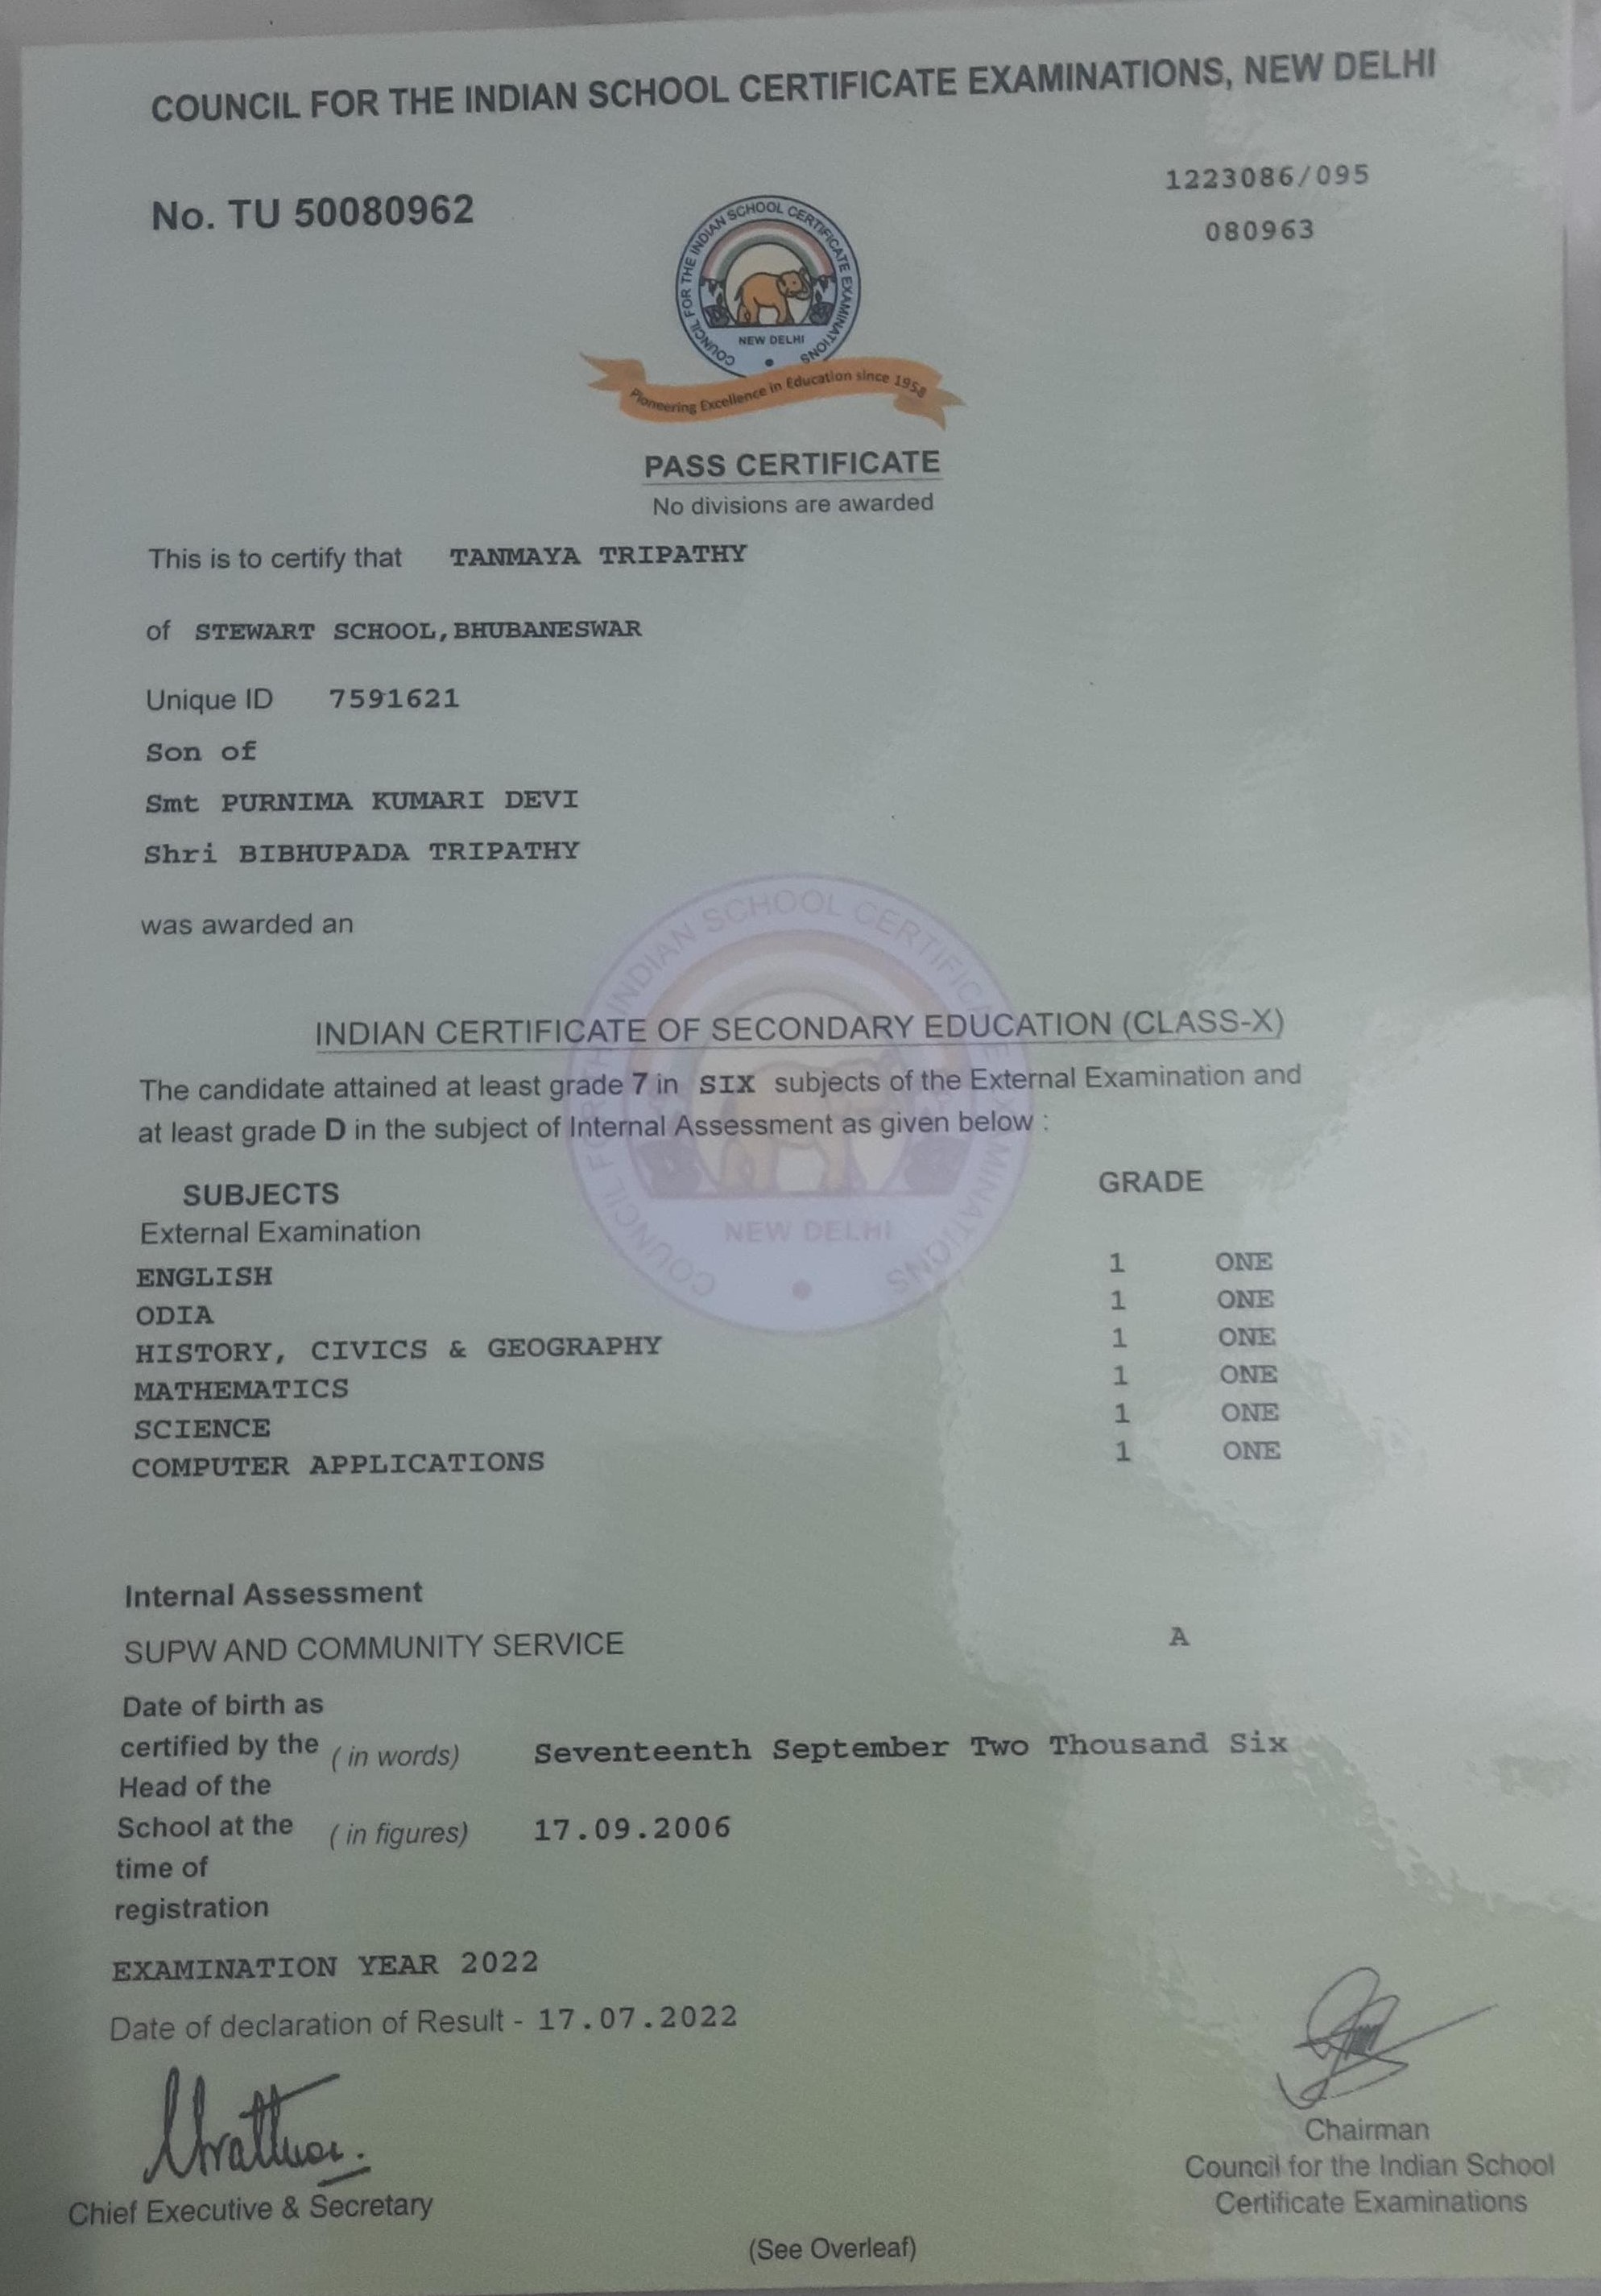 COUNCIL FOR THE INDIAN SCHOOL CERTIFICATE EXAMINATIONS, NEW DELHI
No. TU 50080962
1223086/095
080963
COUNCIL FOR THE INDIAN SCHOOL CERTIFICATE EXAMINATIONS
NEW DELHI
Pioneering Excellence in Education since 1958
PASS CERTIFICATE
No divisions are awarded
This is to certify that TANMAYA TRIPATHY
of STEWART SCHOOL,BHUBANESWAR
Unique ID 7591621
Son of
Smt PURNIMA KUMARI DEVI
Shri BIBHUPADA TRIPATHY
was awarded an
INDIAN CERTIFICATE OF SECONDARY EDUCATION (CLASS-X)
The candidate attained at least grade 7 in SIX subjects of the External Examination and
at least grade D in the subject of Internal Assessment as given below :
COUNCIL FOR THE INDIAN SCHOOL CERTIFICATE EXAMINATIONS
NEW DELHI
SUBJECTS GRADE
External Examination
ENGLISH 1 ONE
ODIA 1 ONE
HISTORY, CIVICS & GEOGRAPHY 1 ONE
MATHEMATICS 1 ONE
SCIENCE 1 ONE
COMPUTER APPLICATIONS 1 ONE
Internal Assessment
SUPW AND COMMUNITY SERVICE A
Date of birth as
certified by the (in words) Seventeenth September Two Thousand Six
Head of the
School at the (in figures) 17.09.2006
time of
registration
EXAMINATION YEAR 2022
Date of declaration of Result - 17.07.2022
Chief Executive & Secretary
Chairman
Council for the Indian School
Certificate Examinations
(See Overleaf)